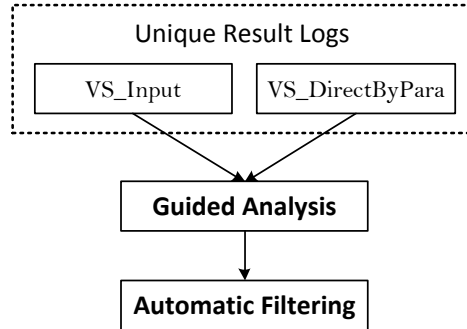 Unique Result Logs
VS_Input
VS_DirectByPara
Guided Analysis
Automatic Filtering